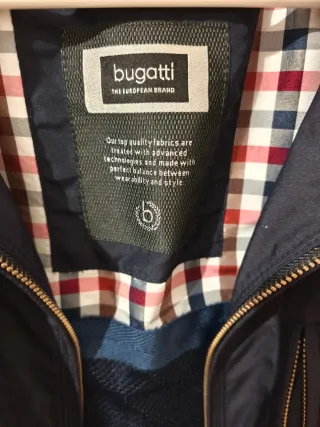 bugatti
THE EUROPEAN BRAND
Our top quality fabrics are
treated with advanced
technologies and made with
perfect balance between
wearability and style
b